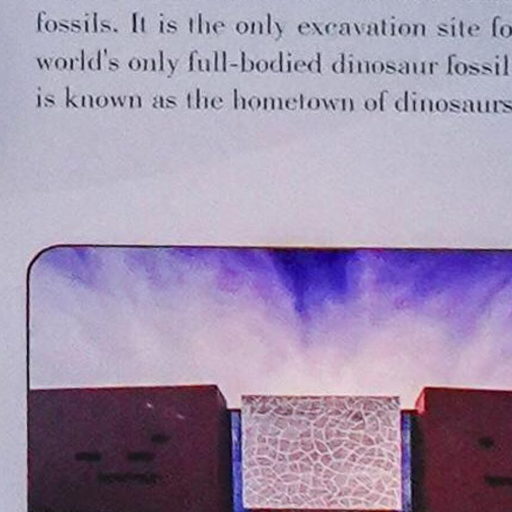 fossils. It is the only excavation site fo
world's only full-bodied dinosaur fossil
is known as the hometown of dinosaurs